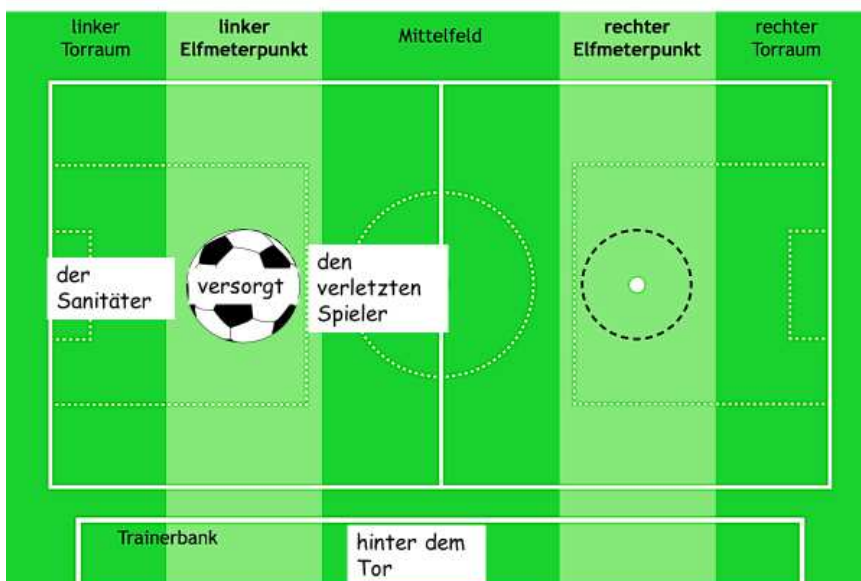 linker
Torraum
linker
Elfmeterpunkt
Mittelfeld
rechter
Elfmeterpunkt
rechter
Torraum
der
Sanitäter
versorgt
den
verletzten
Spieler
Trainerbank
hinter dem
Tor